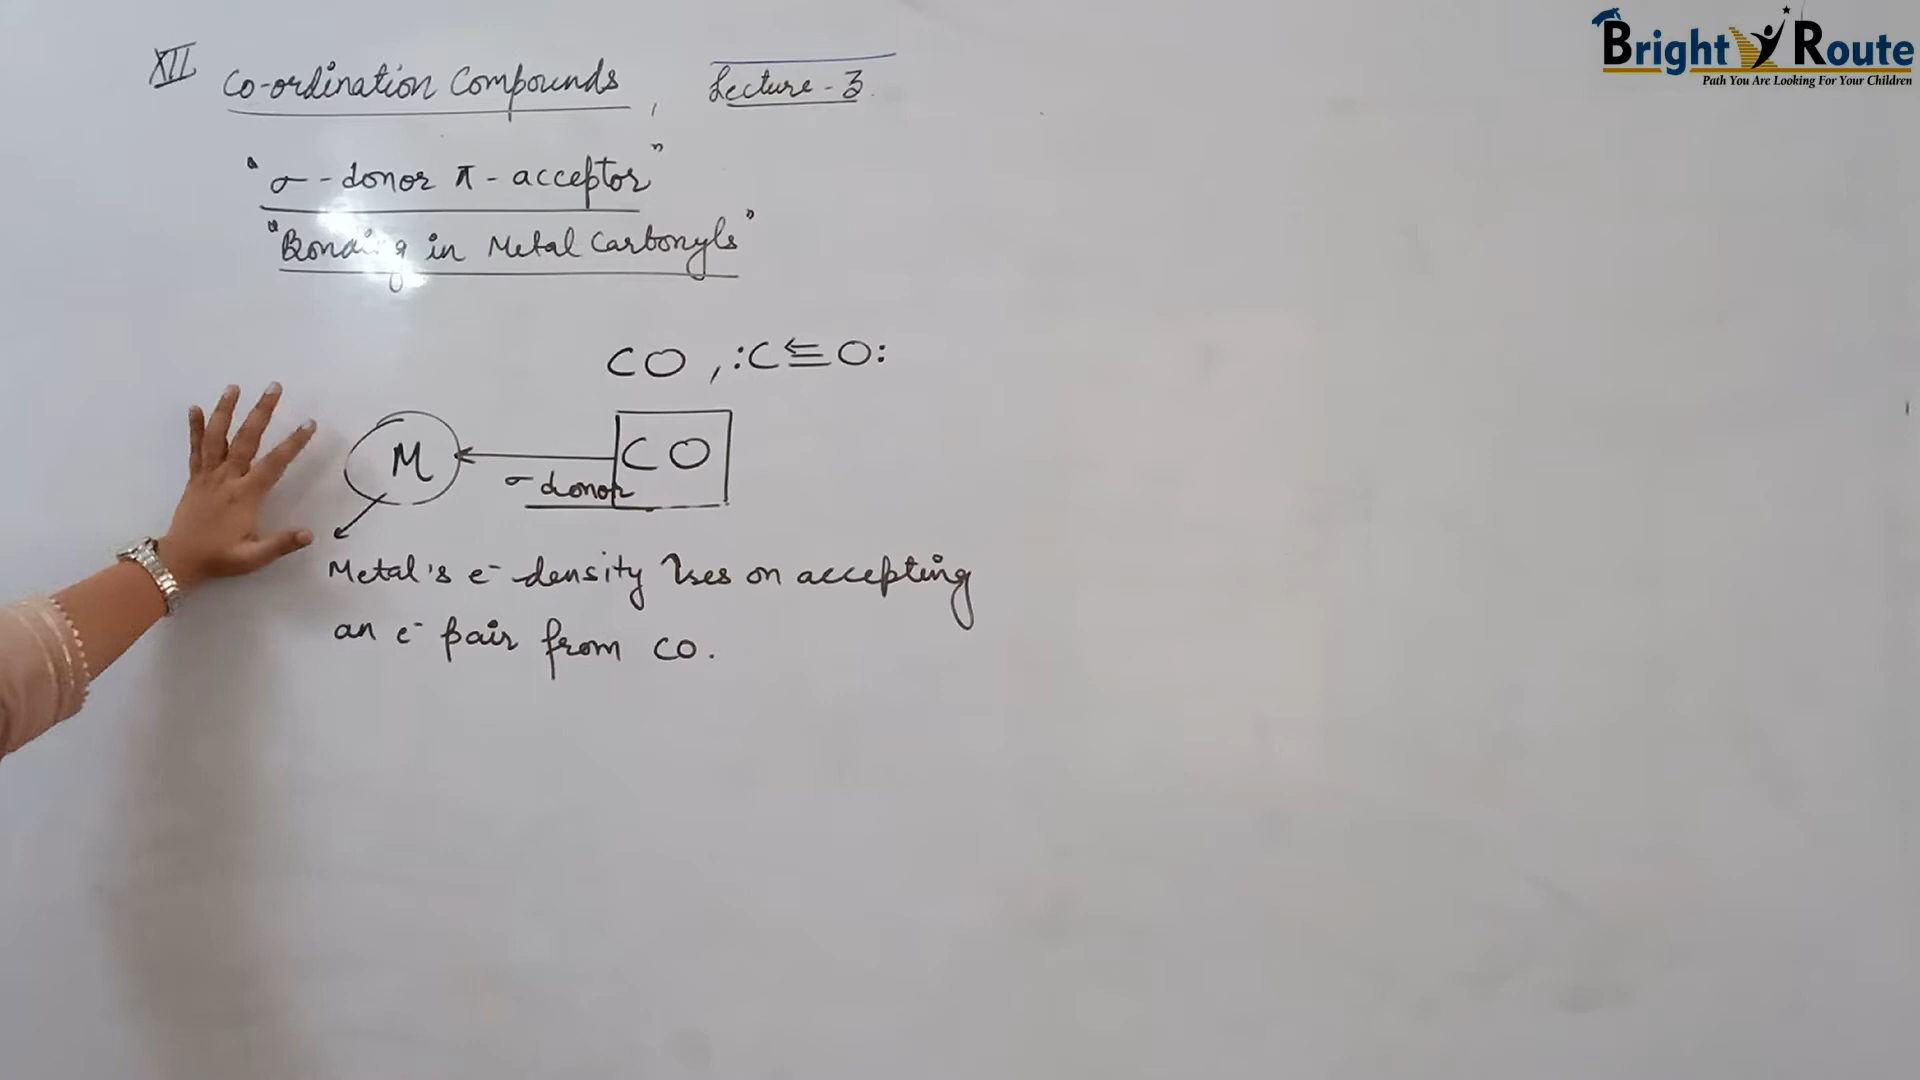 XII Co-ordination Compounds, Lecture-3.
"σ-donor π-acceptor"
"Bonding in Metal Carbonyls"
CO , :C≡O:
M CO
σ donor
Metal's e⁻ density ↑ses on accepting
an e⁻ pair from CO.
Bright Route
Path You Are Looking For Your Children